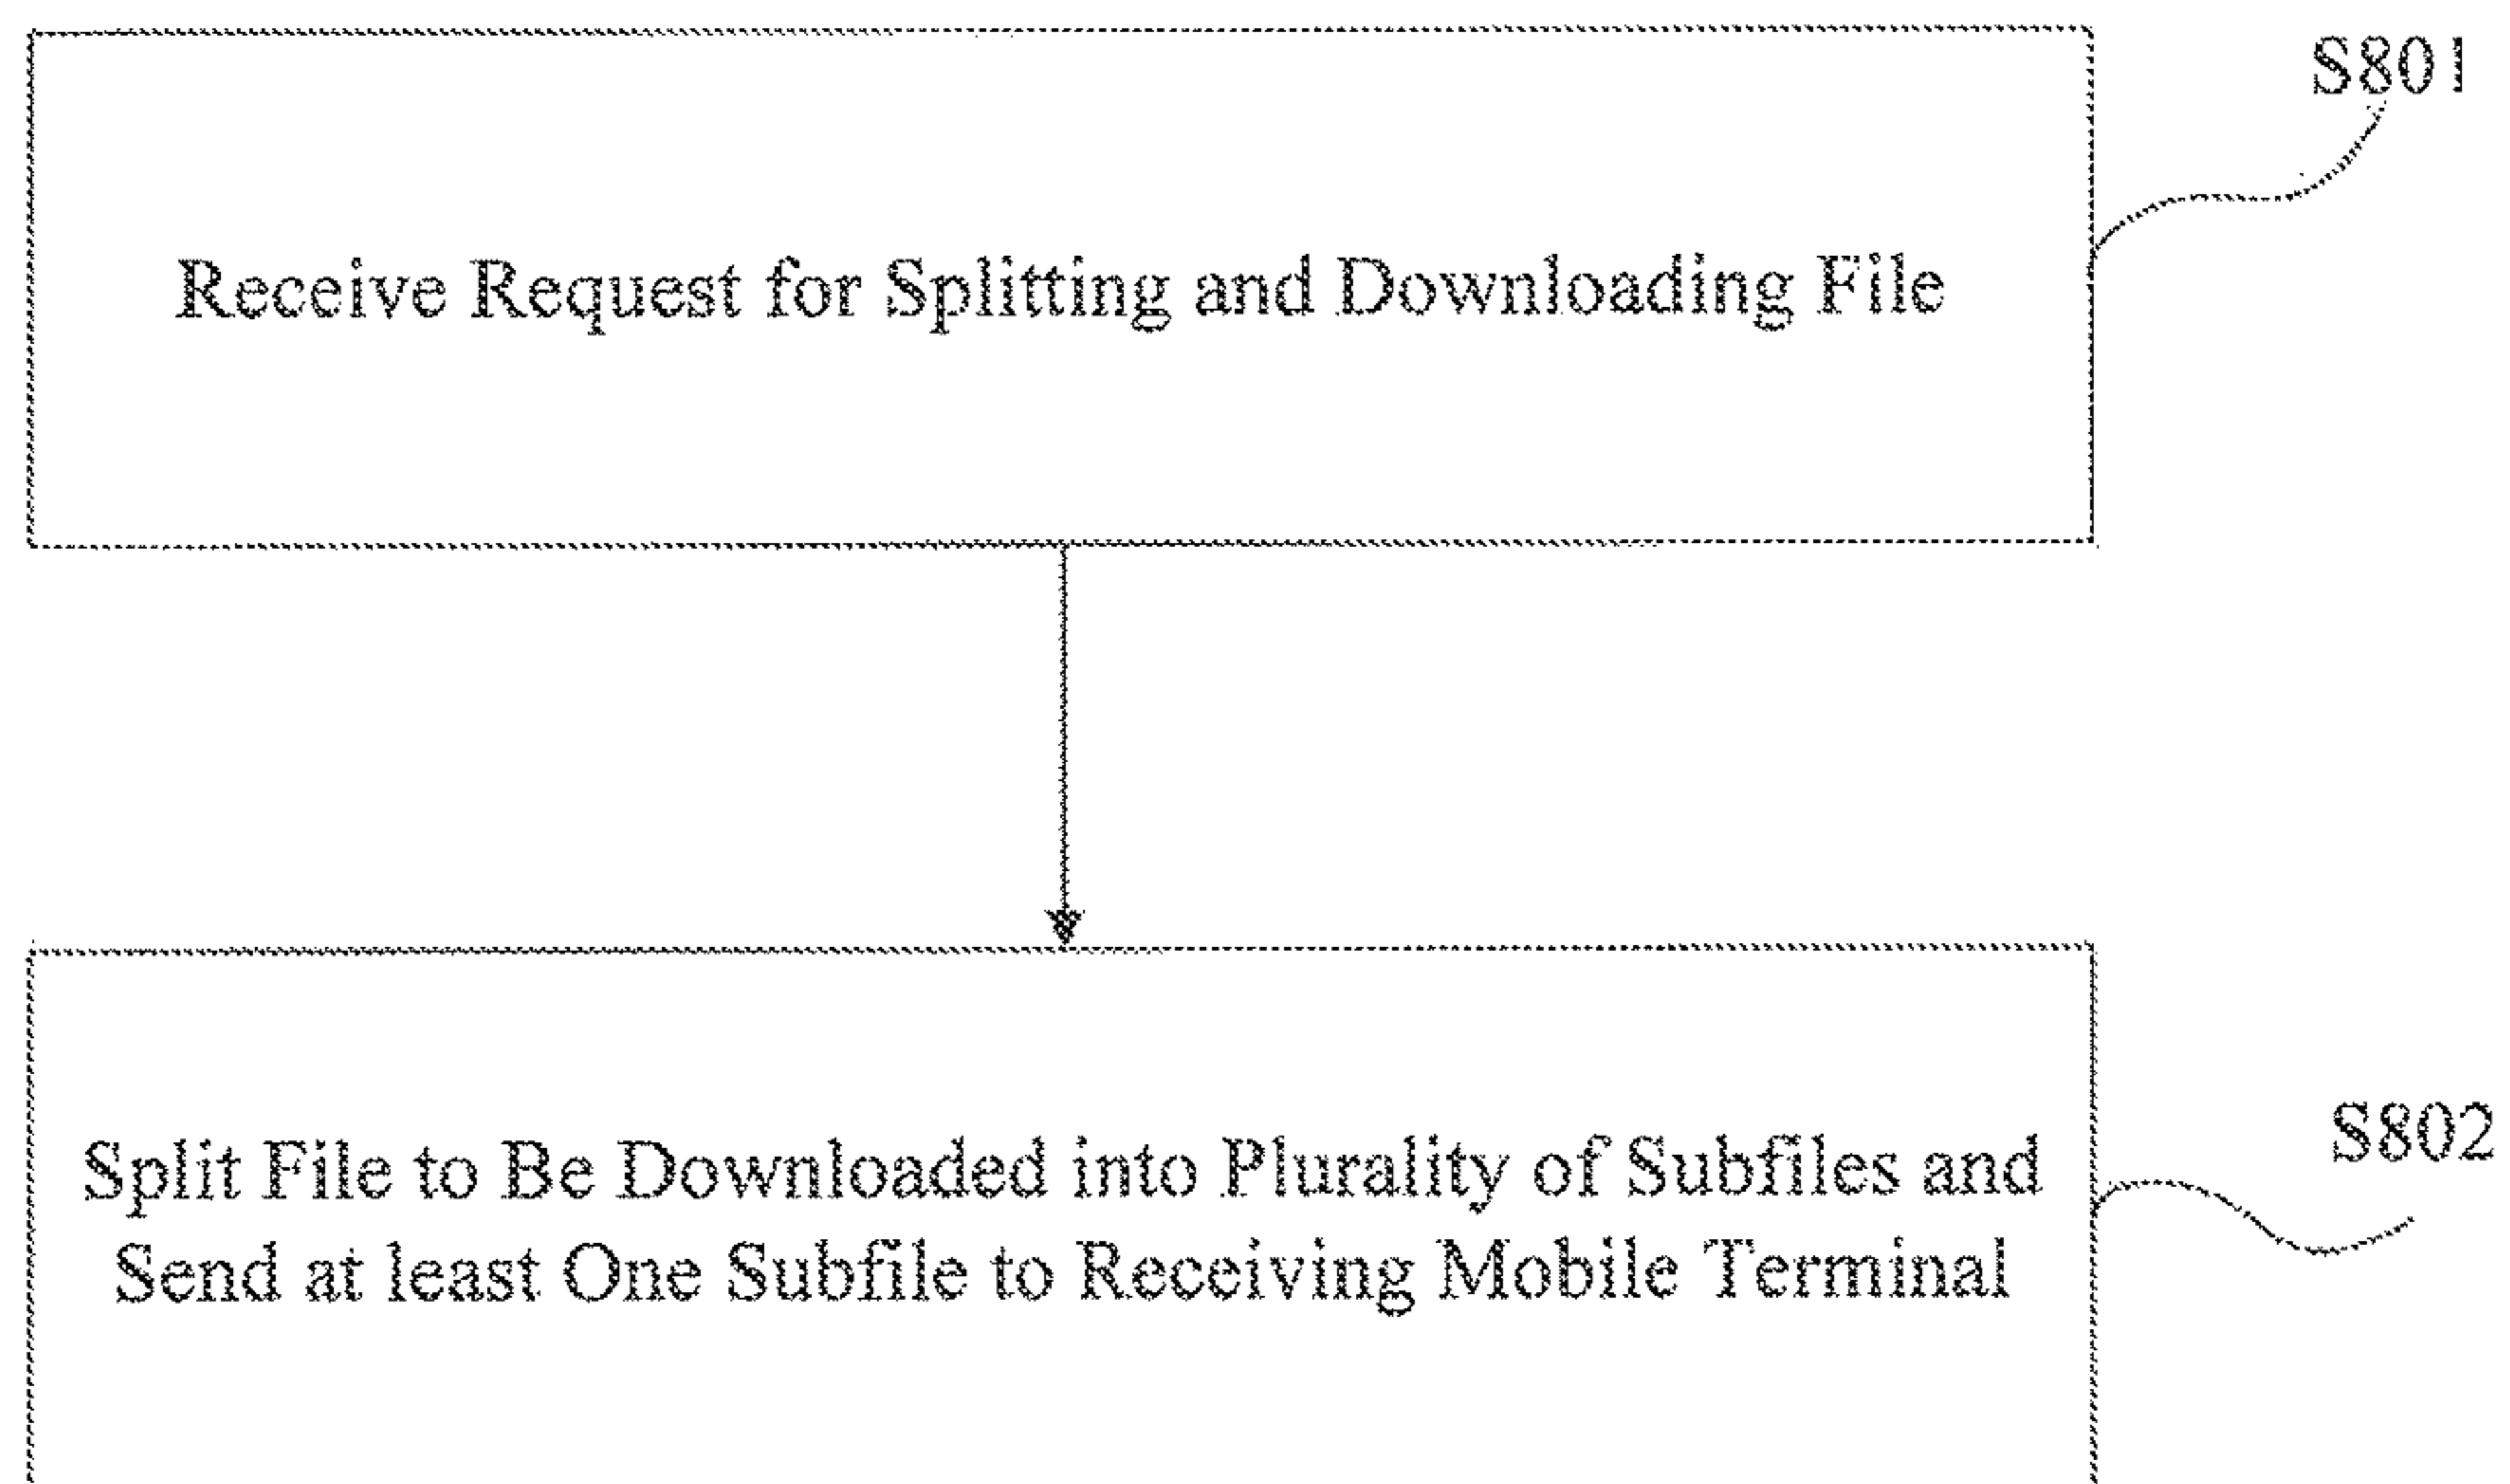 S801
Receive Request for Splitting and Downloading File
S802
Split File to Be Downloaded into Plurality of Subfiles and
Send at least One Subfile to Receiving Mobile Terminal